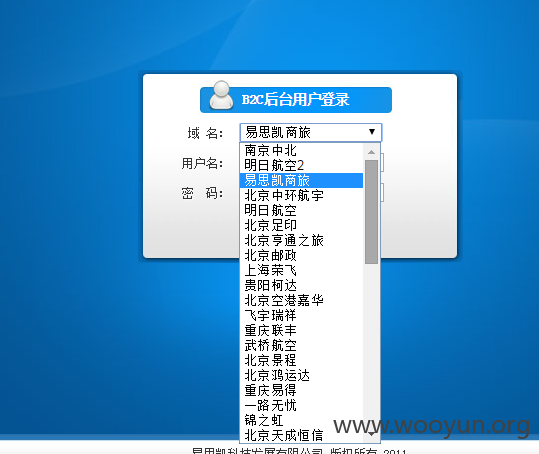 B2C后台用户登录
域 名: 易思凯商旅
用户名:
密 码:
南京中北
明日航空2
易思凯商旅
北京中环航宇
明日航空
北京足印
北京亨通之旅
北京邮政
上海荣飞
贵阳柯达
北京空港嘉华
飞宇瑞祥
重庆联丰
武桥航空
北京景程
北京鸿运达
重庆易得
一路无忧
锦之虹
北京天成恒信
www.wooyun.org
易思凯科技发展有限公司 版权所有 2011